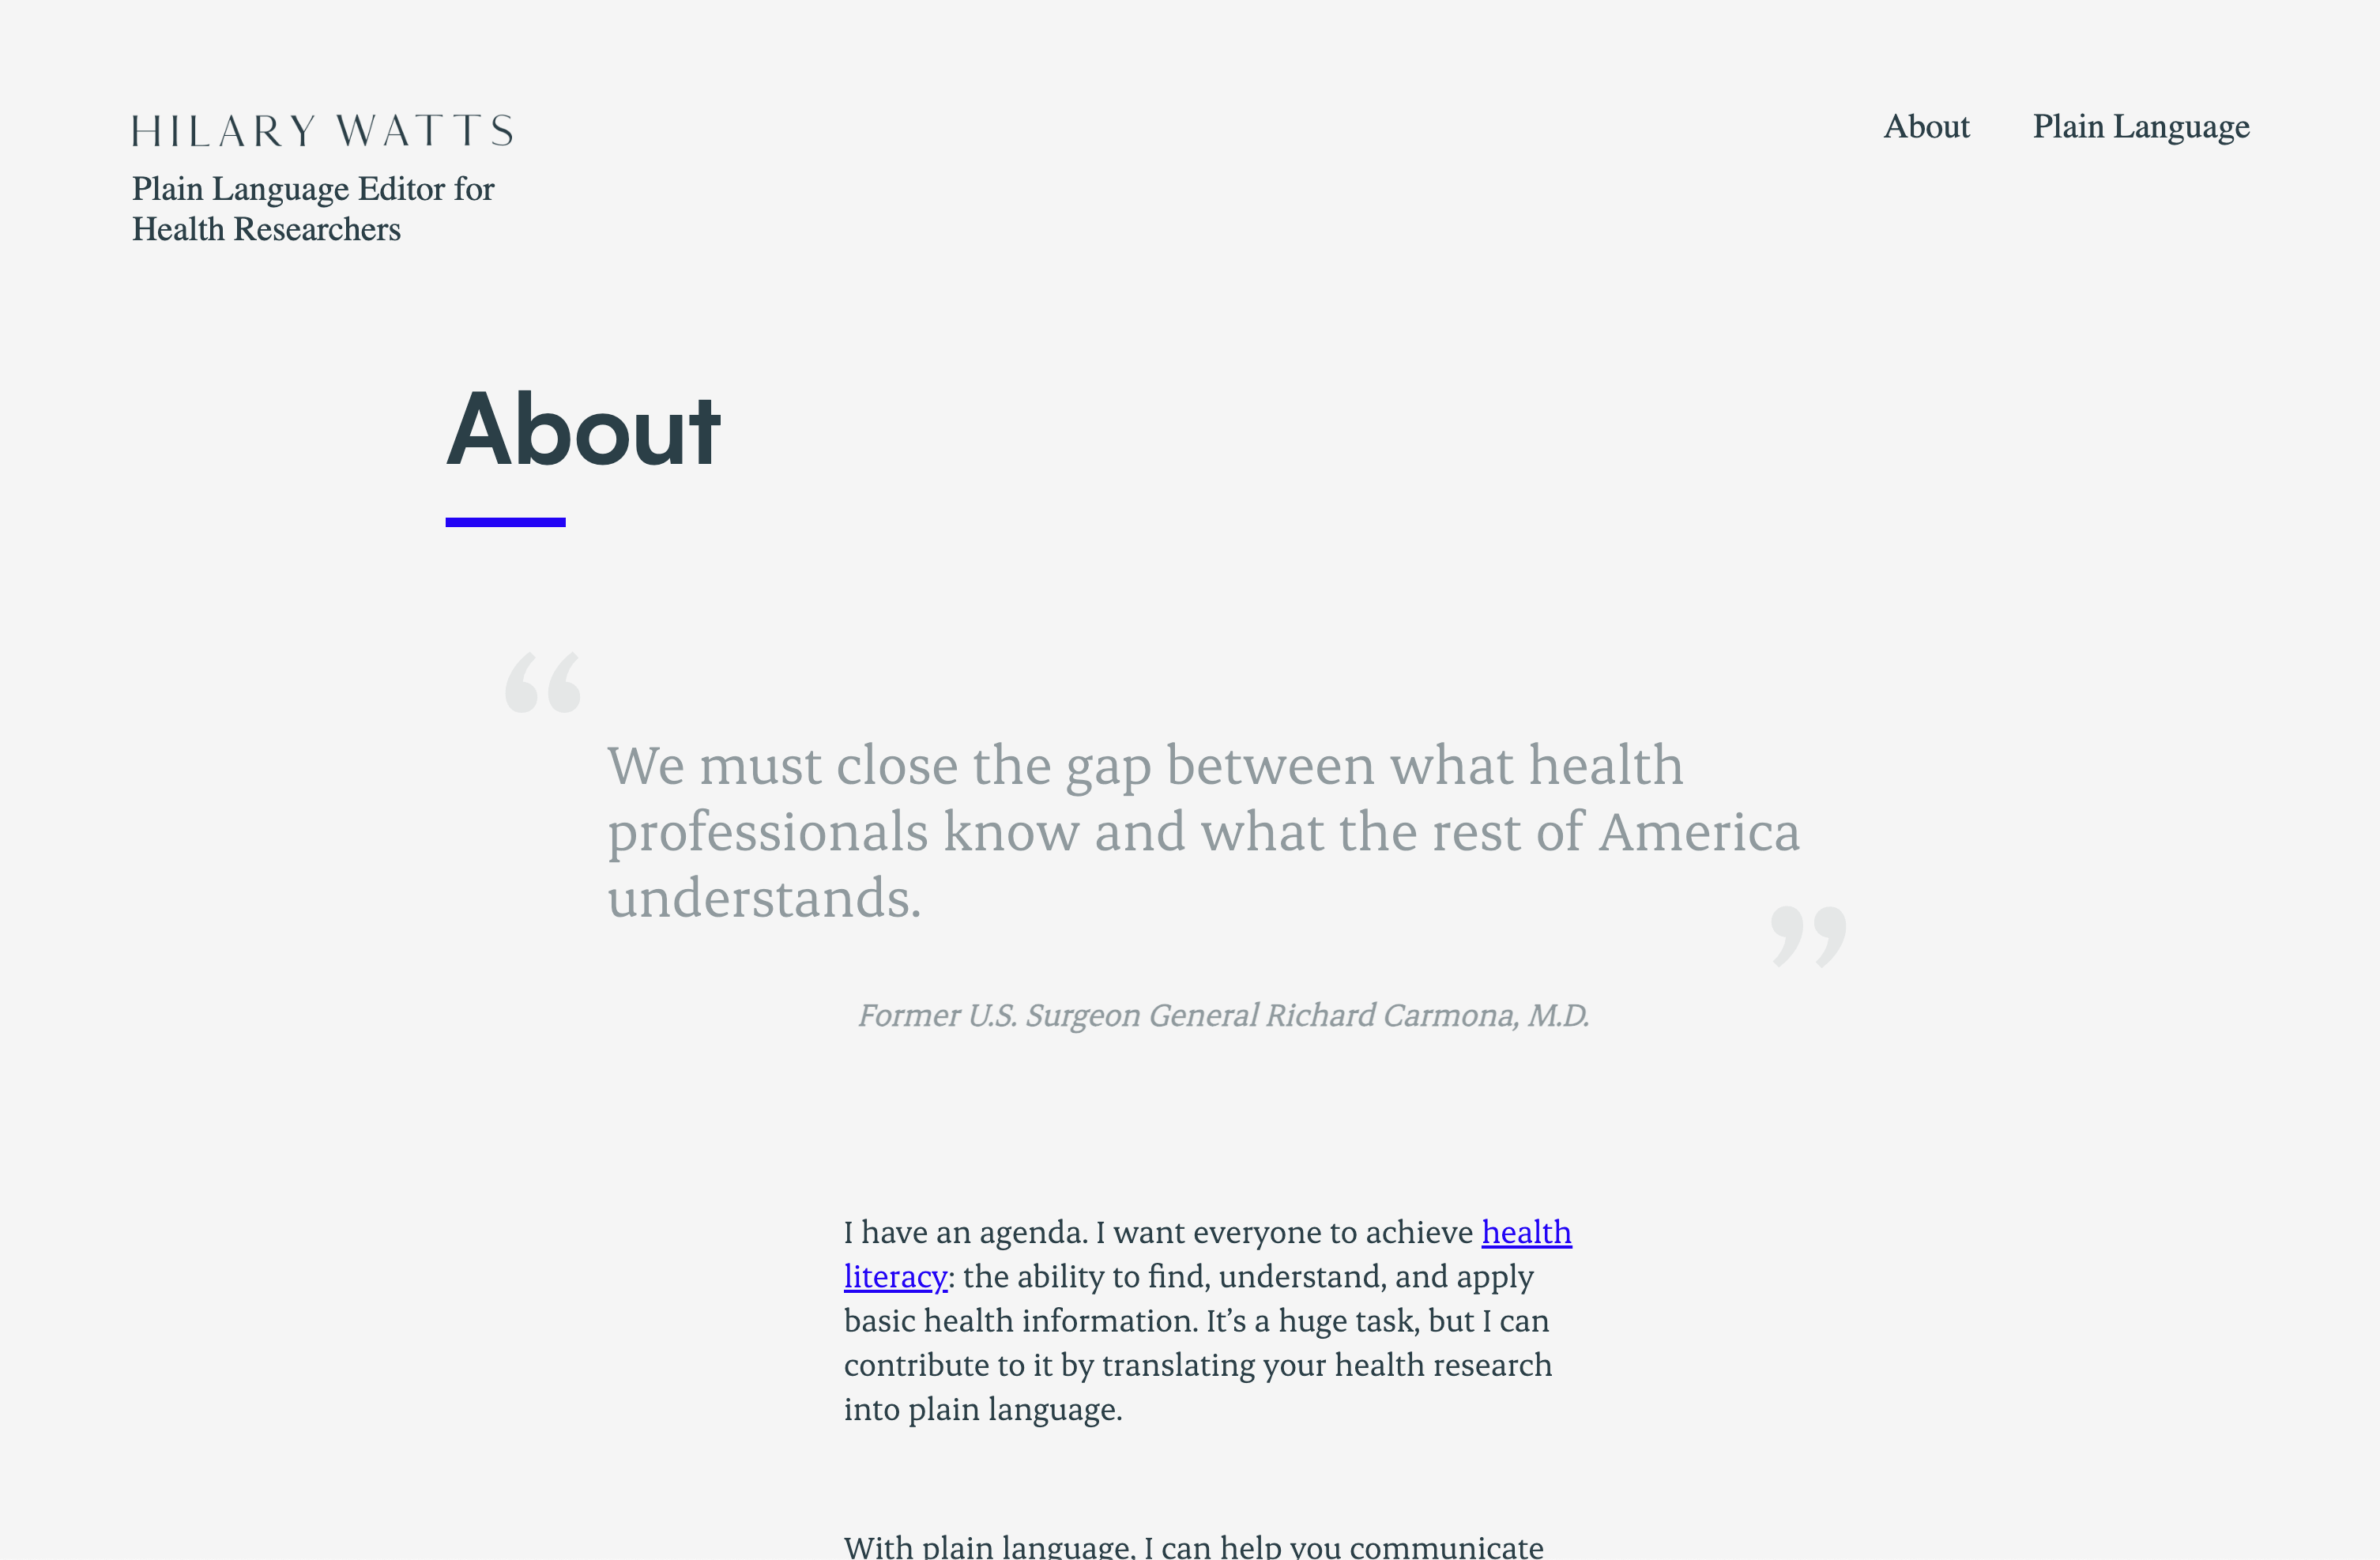 HILARY WATTS
Plain Language Editor for
Health Researchers
About Plain Language
About
“
We must close the gap between what health
professionals know and what the rest of America
understands.
”
Former U.S. Surgeon General Richard Carmona, M.D.
I have an agenda. I want everyone to achieve health
literacy: the ability to find, understand, and apply
basic health information. It’s a huge task, but I can
contribute to it by translating your health research
into plain language.
With plain language, I can help you communicate